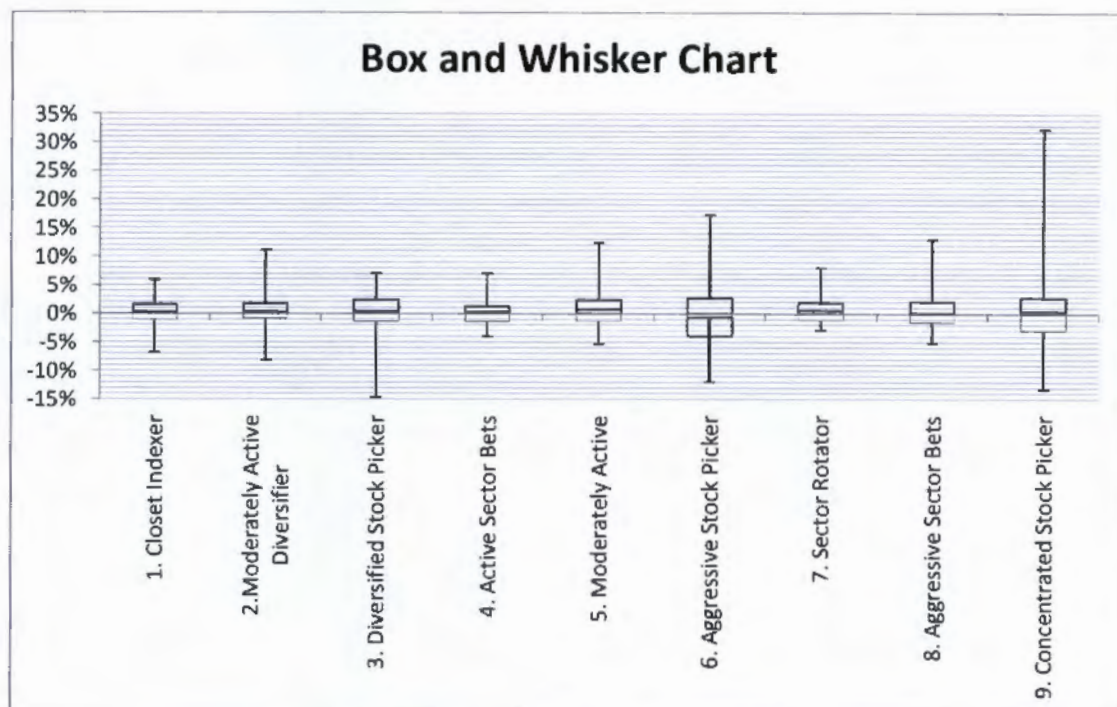 Box and Whisker Chart
35%
30%
25%
20%
15%
10%
5%
0%
-5%
-10%
-15%
1. Closet Indexer
2.Moderately Active
Diversifier
3. Diversified Stock Picker
4. Active Sector Bets
5. Moderately Active
6. Aggressive Stock Picker
7. Sector Rotator
8. Aggressive Sector Bets
9. Concentrated Stock Picker